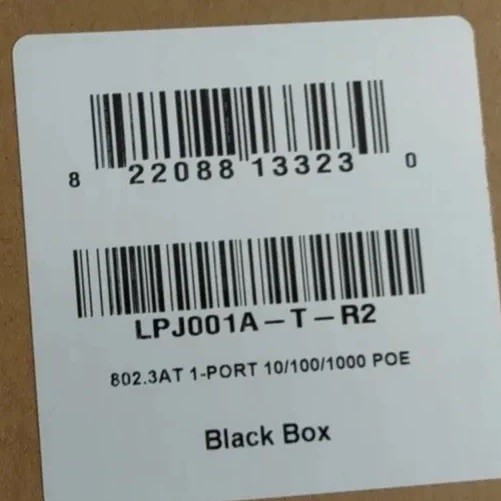 8 22088 13323 0
LPJ001A-T-R2
802.3AT 1-PORT 10/100/1000 POE
Black Box